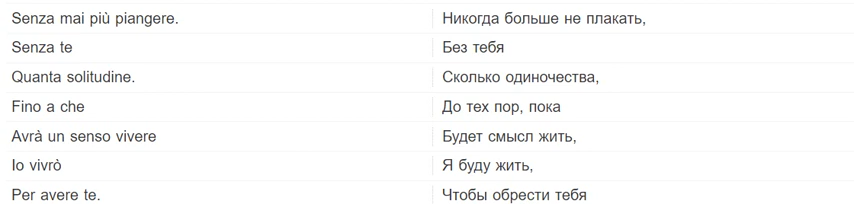 Senza mai più piangere. Никогда больше не плакать,
Senza te Без тебя
Quanta solitudine. Сколько одиночества,
Fino a che До тех пор, пока
Avrà un senso vivere Будет смысл жить,
Io vivrò Я буду жить,
Per avere te. Чтобы обрести тебя